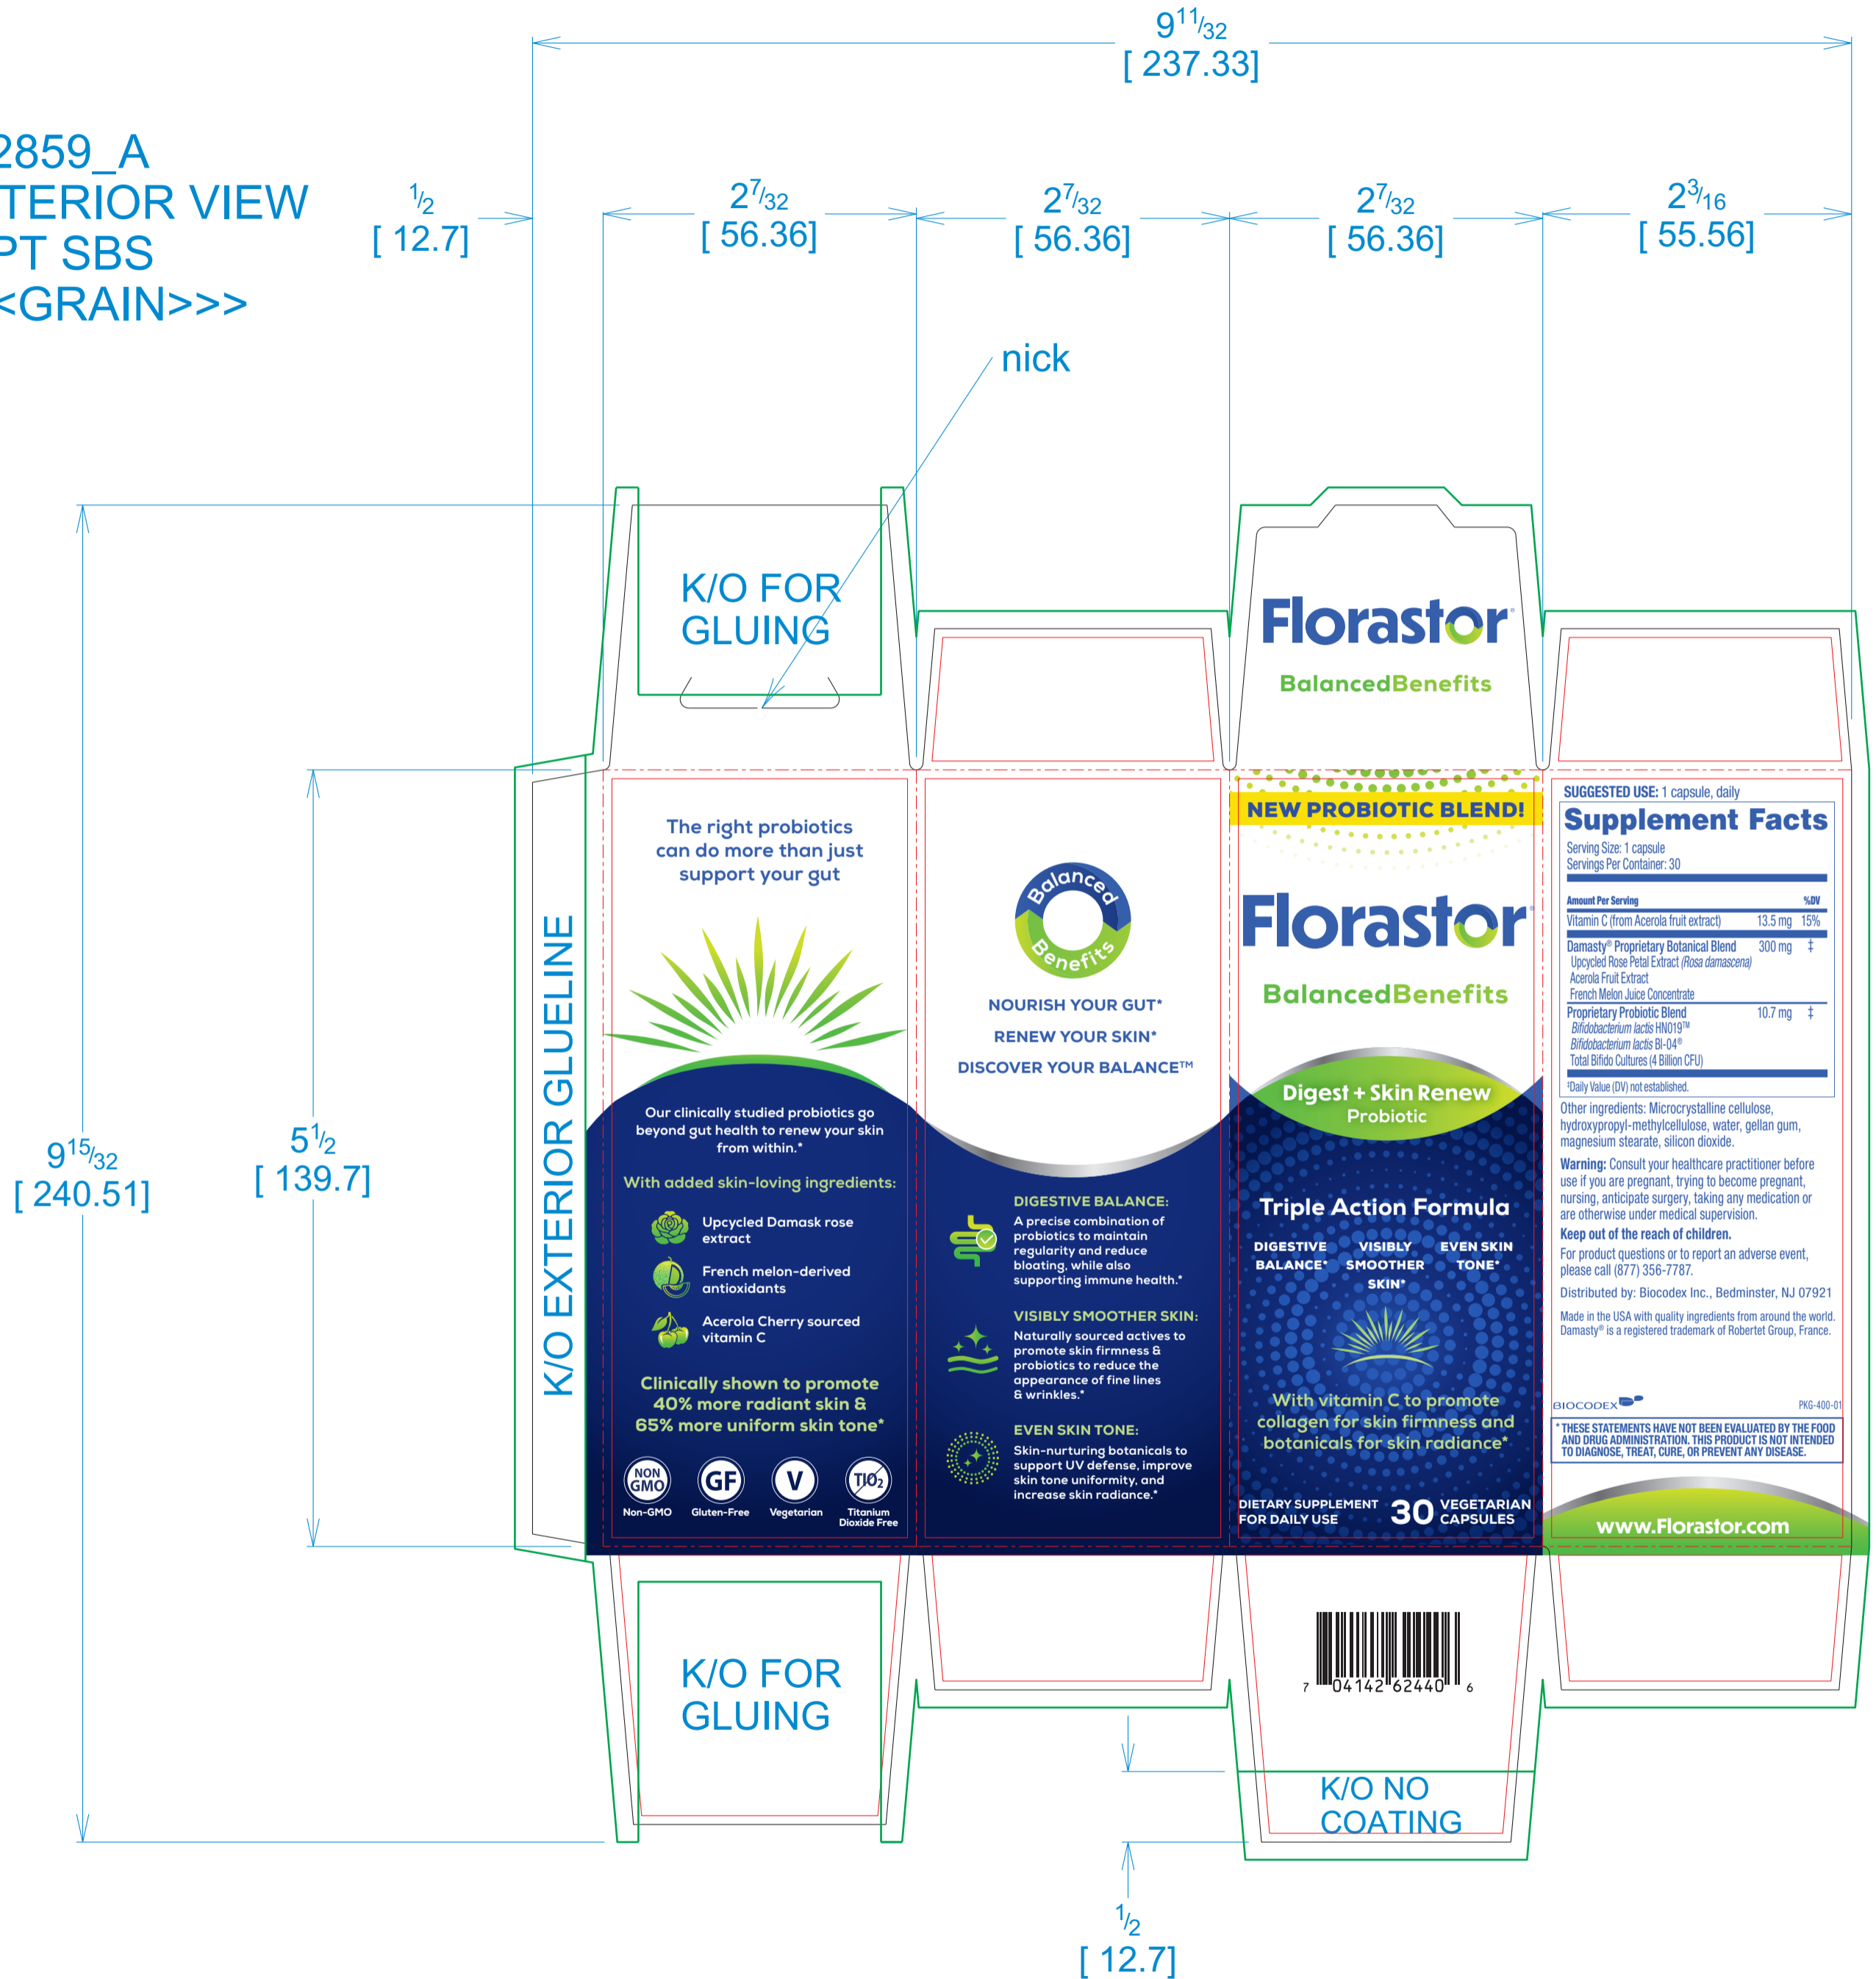 9 11/32
[ 237.33]
2859_A
TERIOR VIEW
PT SBS
<GRAIN>>>
1/2
[ 12.7]
2 7/32
[ 56.36]
2 7/32
[ 56.36]
2 7/32
[ 56.36]
2 3/16
[ 55.56]
nick
9 15/32
[ 240.51]
5 1/2
[ 139.7]
K/O EXTERIOR GLUELINE
K/O FOR
GLUING
The right probiotics
can do more than just
support your gut
Our clinically studied probiotics go
beyond gut health to renew your skin
from within.*
With added skin-loving ingredients:
Upcycled Damask rose
extract
French melon-derived
antioxidants
Acerola Cherry sourced
vitamin C
Clinically shown to promote
40% more radiant skin &
65% more uniform skin tone*
NON
GMO
Non-GMO
GF
Gluten-Free
V
Vegetarian
TIO2
Titanium
Dioxide Free
K/O FOR
GLUING
Balanced
Benefits
NOURISH YOUR GUT*
RENEW YOUR SKIN*
DISCOVER YOUR BALANCE™
DIGESTIVE BALANCE:
A precise combination of
probiotics to maintain
regularity and reduce
bloating, while also
supporting immune health.*
VISIBLY SMOOTHER SKIN:
Naturally sourced actives to
promote skin firmness &
probiotics to reduce the
appearance of fine lines
& wrinkles.*
EVEN SKIN TONE:
Skin-nurturing botanicals to
support UV defense, improve
skin tone uniformity, and
increase skin radiance.*
Florastor®
BalancedBenefits
NEW PROBIOTIC BLEND!
Florastor®
BalancedBenefits
Digest + Skin Renew
Probiotic
Triple Action Formula
DIGESTIVE
BALANCE*
VISIBLY
SMOOTHER
SKIN*
EVEN SKIN
TONE*
With vitamin C to promote
collagen for skin firmness and
botanicals for skin radiance*
DIETARY SUPPLEMENT
FOR DAILY USE
30 VEGETARIAN
CAPSULES
7 04142 62440 6
K/O NO
COATING
1/2
[ 12.7]
SUGGESTED USE: 1 capsule, daily
Supplement Facts
Serving Size: 1 capsule
Servings Per Container: 30
Amount Per Serving %DV
Vitamin C (from Acerola fruit extract) 13.5 mg 15%
Damasty® Proprietary Botanical Blend 300 mg ‡
Upcycled Rose Petal Extract (Rosa damascena)
Acerola Fruit Extract
French Melon Juice Concentrate
Proprietary Probiotic Blend 10.7 mg ‡
Bifidobacterium lactis HN019™
Bifidobacterium lactis Bl-04®
Total Bifido Cultures (4 Billion CFU)
‡Daily Value (DV) not established.
Other ingredients: Microcrystalline cellulose,
hydroxypropyl-methylcellulose, water, gellan gum,
magnesium stearate, silicon dioxide.
Warning: Consult your healthcare practitioner before
use if you are pregnant, trying to become pregnant,
nursing, anticipate surgery, taking any medication or
are otherwise under medical supervision.
Keep out of the reach of children.
For product questions or to report an adverse event,
please call (877) 356-7787.
Distributed by: Biocodex Inc., Bedminster, NJ 07921
Made in the USA with quality ingredients from around the world.
Damasty® is a registered trademark of Robertet Group, France.
BIOCODEX PKG-400-01
* THESE STATEMENTS HAVE NOT BEEN EVALUATED BY THE FOOD
AND DRUG ADMINISTRATION. THIS PRODUCT IS NOT INTENDED
TO DIAGNOSE, TREAT, CURE, OR PREVENT ANY DISEASE.
www.Florastor.com